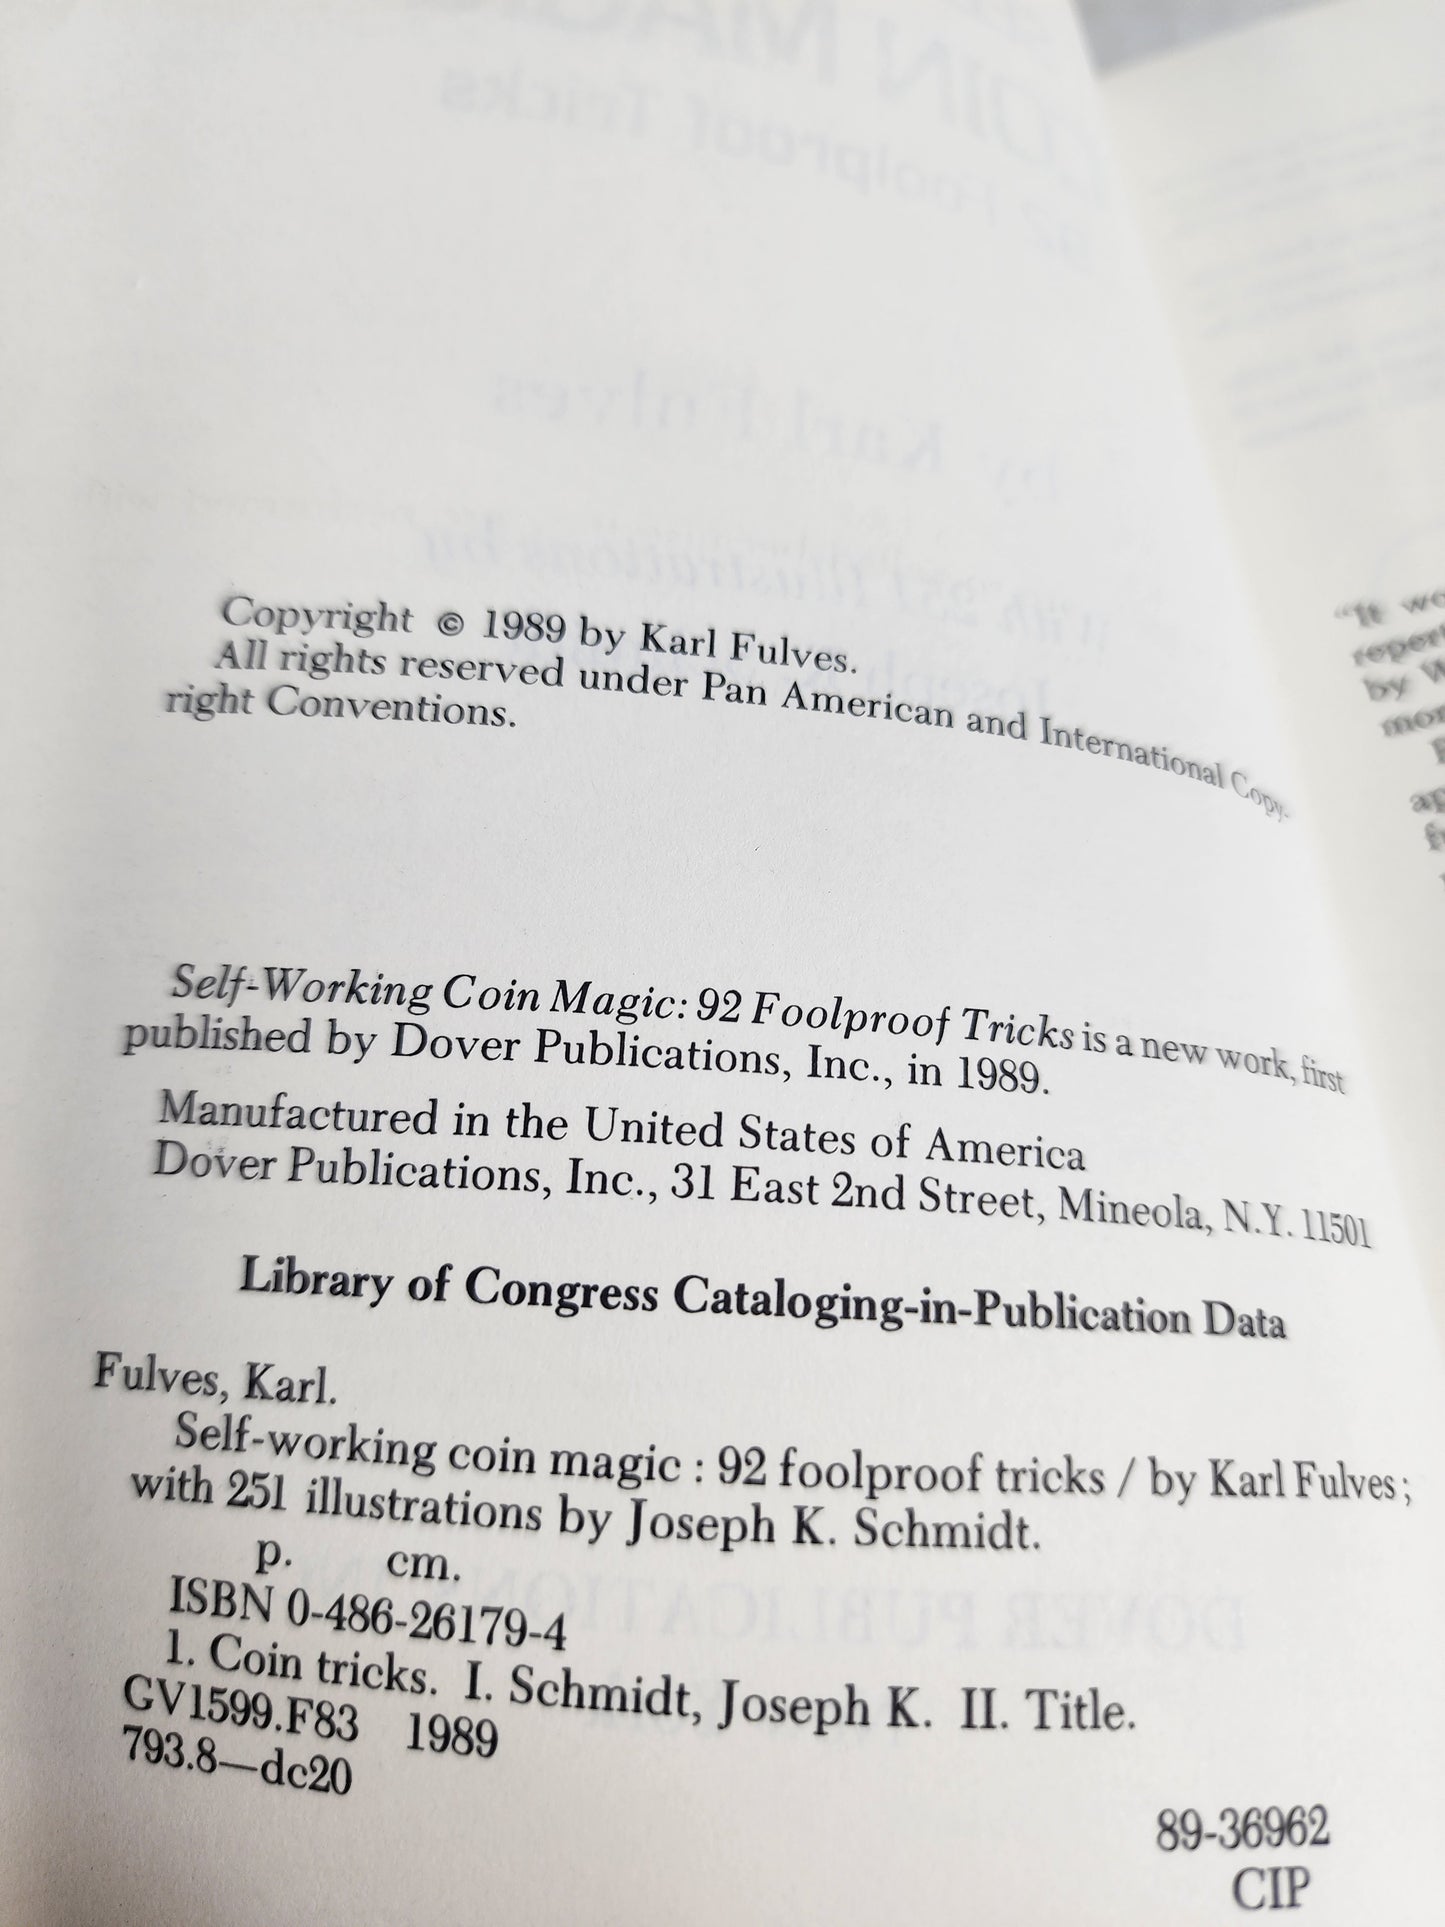 Copyright © 1989 by Karl Fulves.
All rights reserved under Pan American and International Copy-
right Conventions.
Self-Working Coin Magic: 92 Foolproof Tricks is a new work, first
published by Dover Publications, Inc., in 1989.
Manufactured in the United States of America
Dover Publications, Inc., 31 East 2nd Street, Mineola, N.Y. 11501
Library of Congress Cataloging-in-Publication Data
Fulves, Karl.
Self-working coin magic : 92 foolproof tricks / by Karl Fulves ;
with 251 illustrations by Joseph K. Schmidt.
p. cm.
ISBN 0-486-26179-4
1. Coin tricks. I. Schmidt, Joseph K. II. Title.
GV1599.F83 1989
793.8—dc20
89-36962
CIP
"It
by